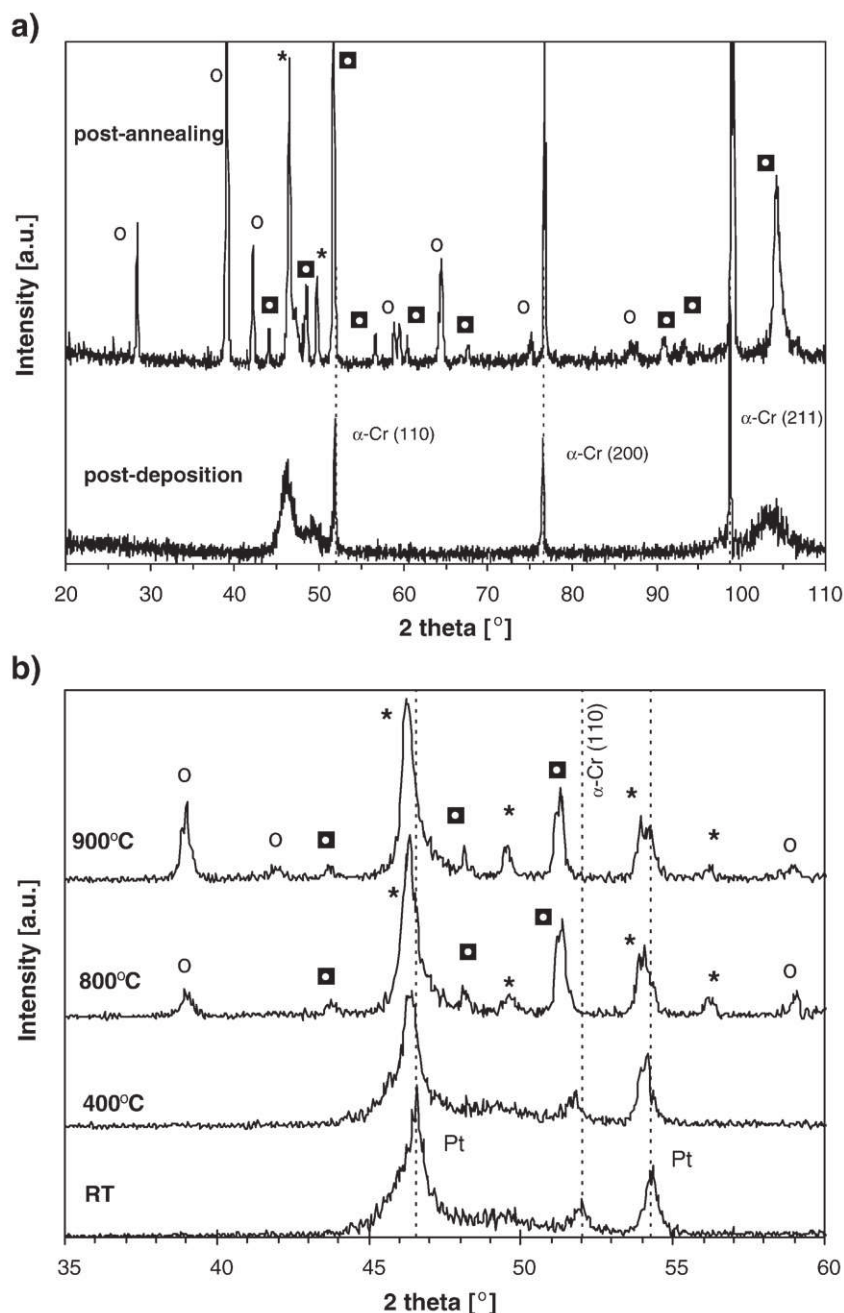 a)
post-annealing
post-deposition
α-Cr (110)
α-Cr (200)
α-Cr (211)
Intensity [a.u.]
20 30 40 50 60 70 80 90 100 110
2 theta [°]
b)
α-Cr (110)
900°C
800°C
400°C
RT
Pt
Pt
Intensity [a.u.]
35 40 45 50 55 60
2 theta [°]